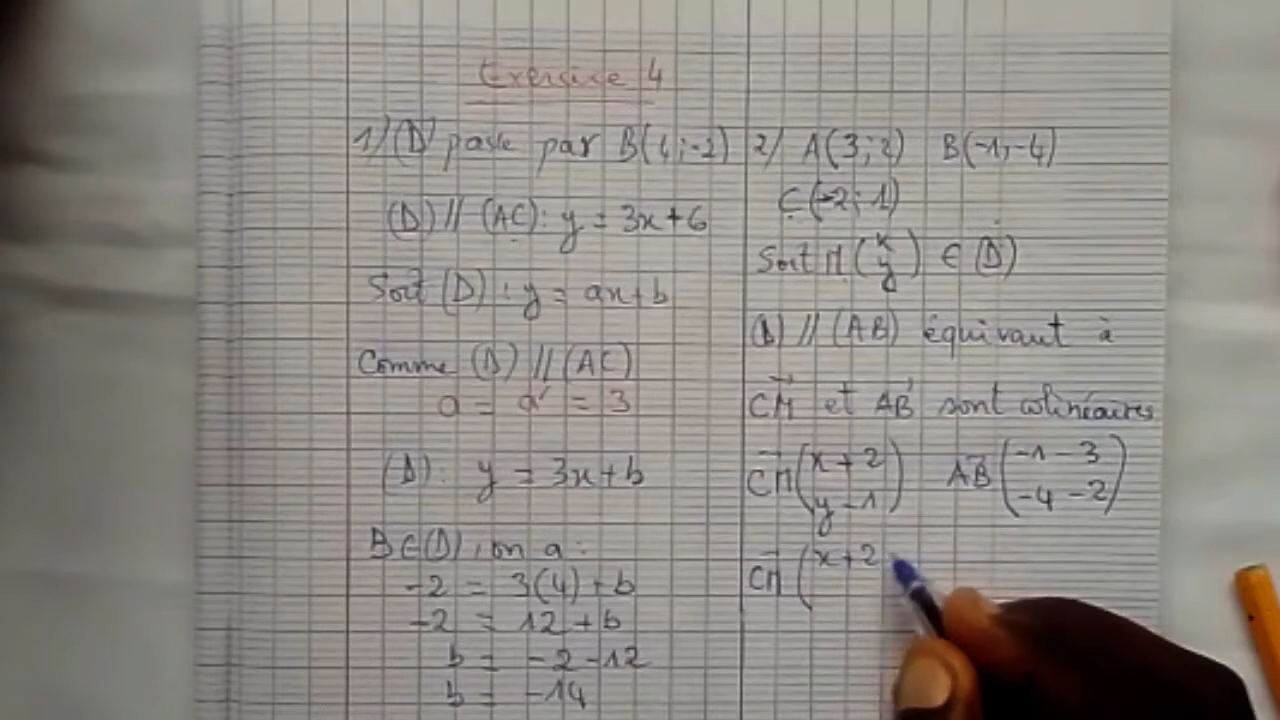 Exercice 4
1) (D) passe par B(4;-2)
(D) // (AC): y = 3x+6
Soit (D): y = ax+b
Comme (D) // (AC)
a = a' = 3
(D): y = 3x+b
B∈(D), on a:
-2 = 3(4)+b
-2 = 12+b
b = -2-12
b = -14
2/ A(3;2) B(-1;-4)
C(-2;1)
Soit M(x y) ∈ (D)
(D) // (AB) équivaut à
CM et AB sont colinéaires
CM(x+2 y-1) AB(-1-3 -4-2)
CM(x+2